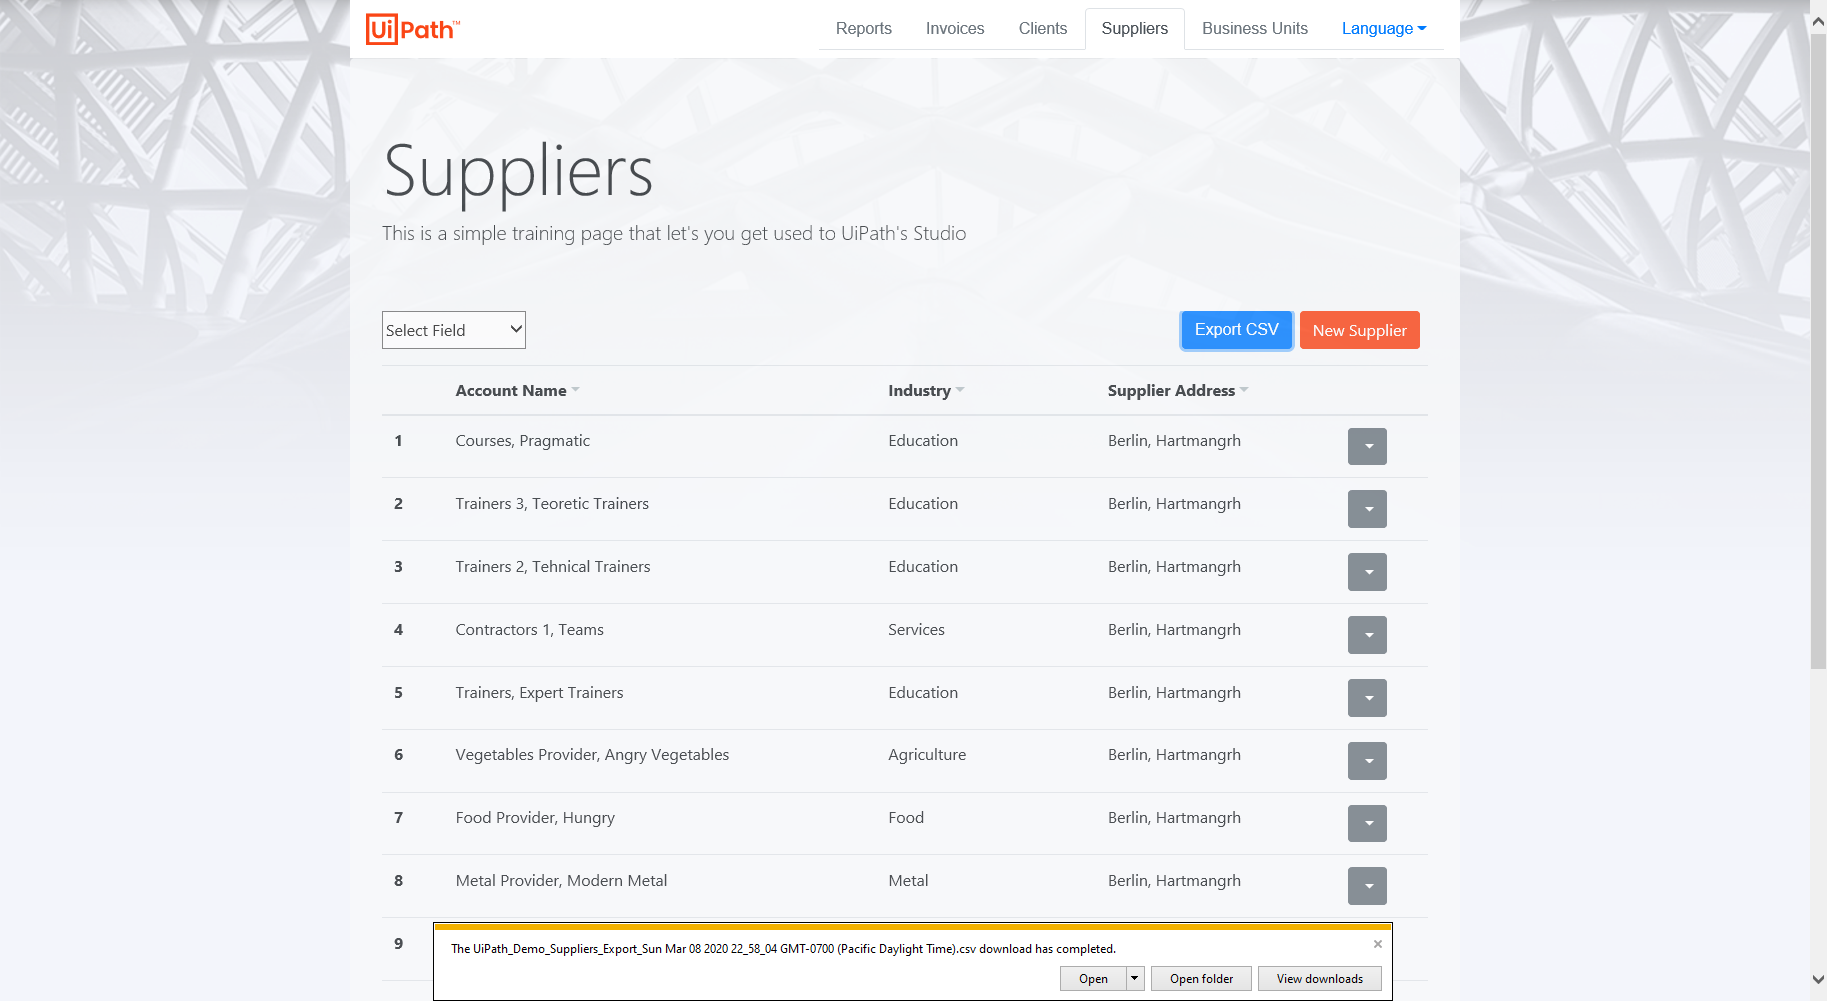 UiPath™ Reports Invoices Clients Suppliers Business Units Language
Suppliers
This is a simple training page that let's you get used to UiPath's Studio
Select Field Export CSV New Supplier
Account Name Industry Supplier Address
1 Courses, Pragmatic Education Berlin, Hartmangrh
2 Trainers 3, Teoretic Trainers Education Berlin, Hartmangrh
3 Trainers 2, Tehnical Trainers Education Berlin, Hartmangrh
4 Contractors 1, Teams Services Berlin, Hartmangrh
5 Trainers, Expert Trainers Education Berlin, Hartmangrh
6 Vegetables Provider, Angry Vegetables Agriculture Berlin, Hartmangrh
7 Food Provider, Hungry Food Berlin, Hartmangrh
8 Metal Provider, Modern Metal Metal Berlin, Hartmangrh
9
The UiPath_Demo_Suppliers_Export_Sun Mar 08 2020 22_58_04 GMT-0700 (Pacific Daylight Time).csv download has completed.
Open Open folder View downloads